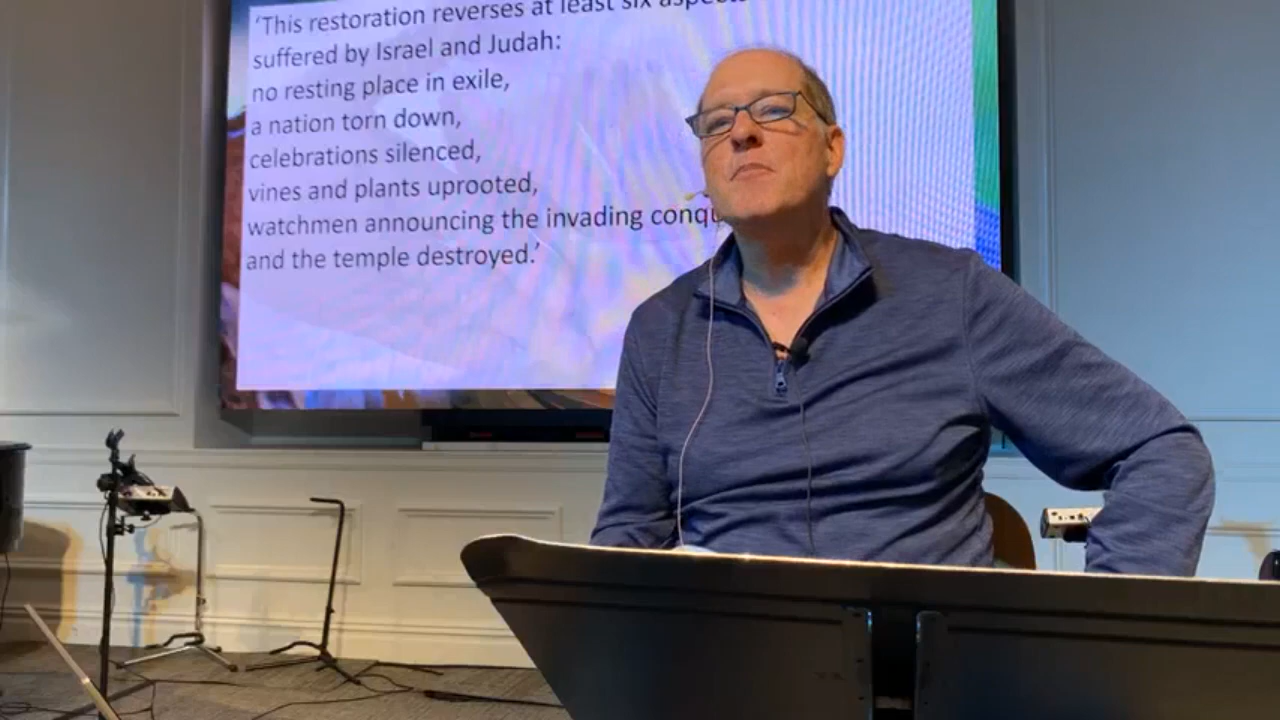 ‘This restoration reverses at least six aspects
suffered by Israel and Judah:
no resting place in exile,
a nation torn down,
celebrations silenced,
vines and plants uprooted,
watchmen announcing the invading
and the temple destroyed.’